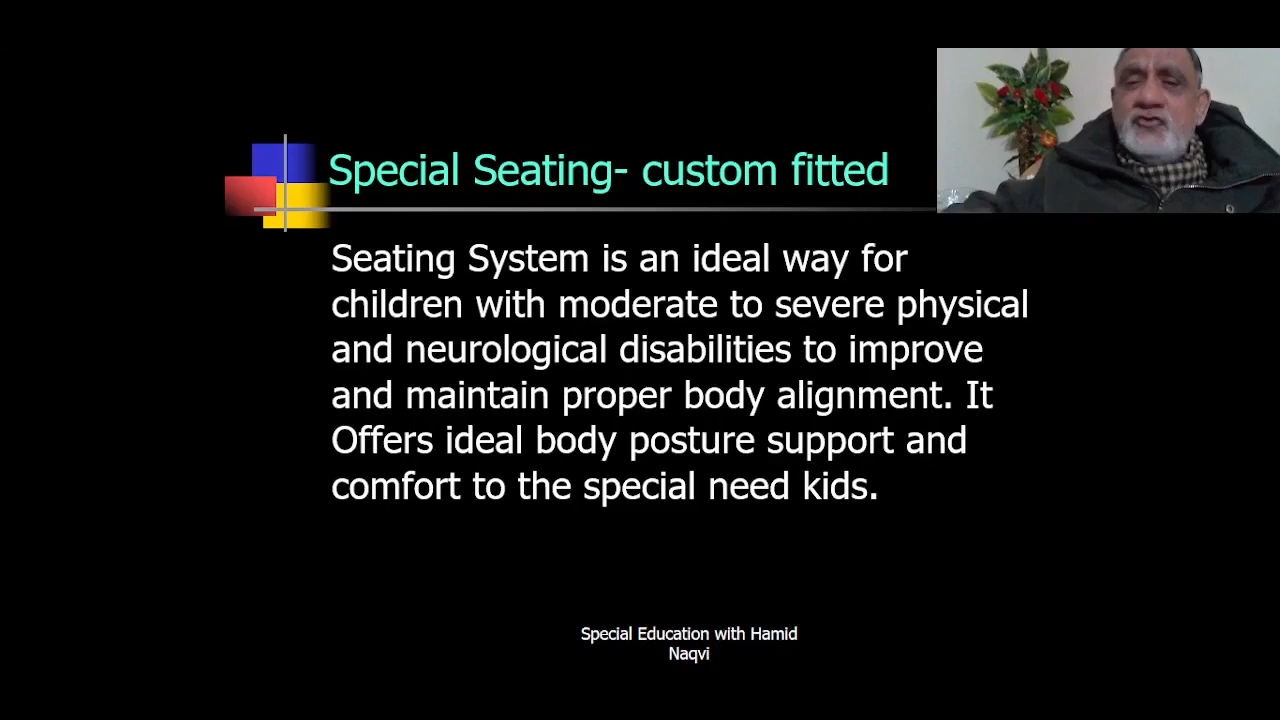 Special Seating- custom fitted
Seating System is an ideal way for
children with moderate to severe physical
and neurological disabilities to improve
and maintain proper body alignment. It
Offers ideal body posture support and
comfort to the special need kids.
Special Education with Hamid
Naqvi